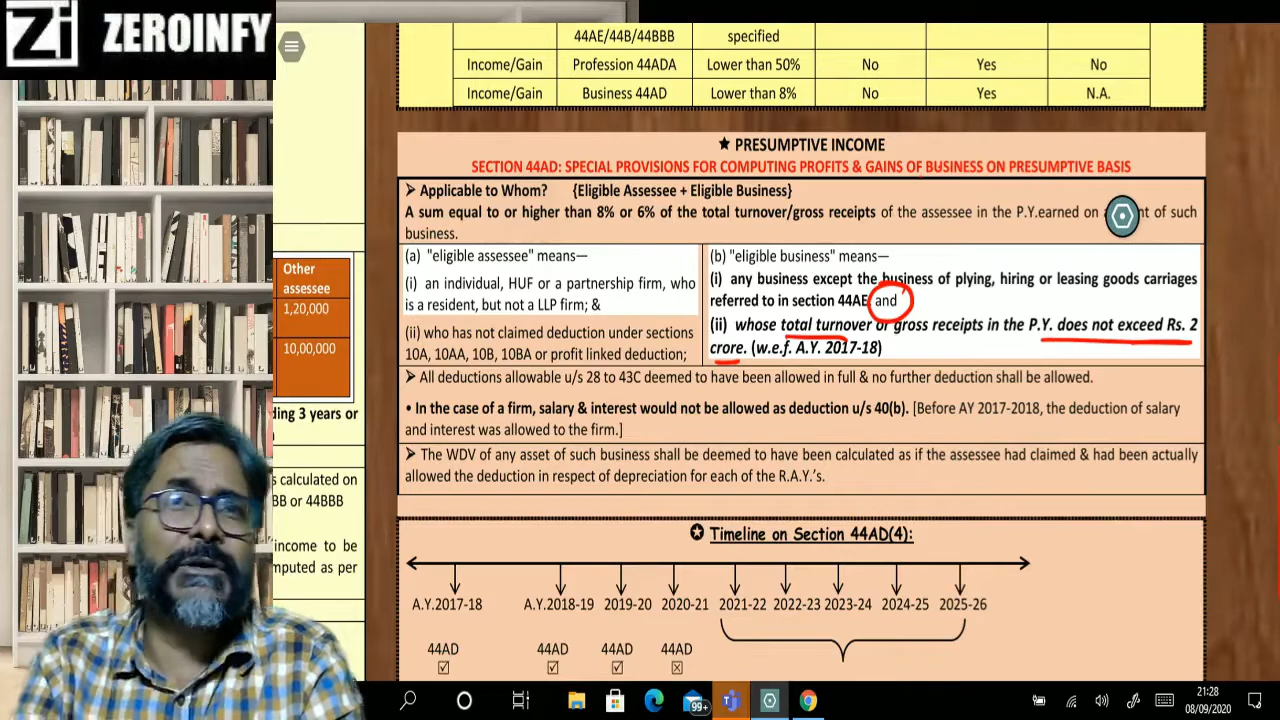 Zi ZEROINFY
44AE/44B/44BBB specified
Income/Gain Profession 44ADA Lower than 50% No Yes No
Income/Gain Business 44AD Lower than 8% No Yes N.A.
★ PRESUMPTIVE INCOME
SECTION 44AD: SPECIAL PROVISIONS FOR COMPUTING PROFITS & GAINS OF BUSINESS ON PRESUMPTIVE BASIS
➢ Applicable to Whom? {Eligible Assessee + Eligible Business}
A sum equal to or higher than 8% or 6% of the total turnover/gross receipts of the assessee in the P.Y.earned on of such
business.
(a) "eligible assessee" means—
(i) an individual, HUF or a partnership firm, who
is a resident, but not a LLP firm; &
(ii) who has not claimed deduction under sections
10A, 10AA, 10B, 10BA or profit linked deduction;
(b) "eligible business" means—
(i) any business except the business of plying, hiring or leasing goods carriages
referred to in section 44AE and
(ii) whose total turnover or gross receipts in the P.Y. does not exceed Rs. 2
crore. (w.e.f. A.Y. 2017-18)
➢ All deductions allowable u/s 28 to 43C deemed to have been allowed in full & no further deduction shall be allowed.
• In the case of a firm, salary & interest would not be allowed as deduction u/s 40(b). [Before AY 2017-2018, the deduction of salary
and interest was allowed to the firm.]
➢ The WDV of any asset of such business shall be deemed to have been calculated as if the assessee had claimed & had been actually
allowed the deduction in respect of depreciation for each of the R.A.Y.'s.
Timeline on Section 44AD(4):
A.Y.2017-18 A.Y.2018-19 2019-20 2020-21 2021-22 2022-23 2023-24 2024-25 2025-26
44AD 44AD 44AD 44AD
☑ ☑ ☑ ☒
Other
assessee
1,20,000
10,00,000
ding 3 years or
calculated on
BB or 44BBB
income to be
mputed as per
99+
21:28
08/09/2020